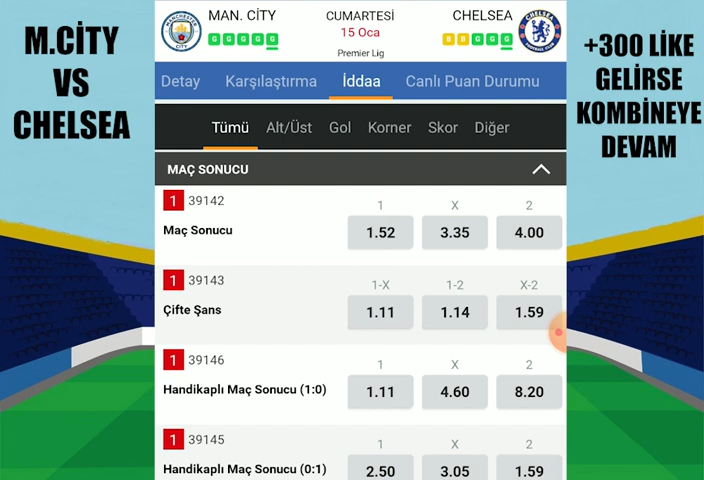 M.CİTY
VS
CHELSEA
MAN. CİTY
G G G G G
CUMARTESİ
15 Oca
Premier Lig
CHELSEA
B B G G G
+300 LİKE
GELİRSE
KOMBİNEYE
DEVAM
Detay Karşılaştırma İddaa Canlı Puan Durumu
Tümü Alt/Üst Gol Korner Skor Diğer
MAÇ SONUCU
1 39142
1 X 2
Maç Sonucu 1.52 3.35 4.00
1 39143
1-X 1-2 X-2
Çifte Şans 1.11 1.14 1.59
1 39146
1 X 2
Handikaplı Maç Sonucu (1:0) 1.11 4.60 8.20
1 39145
1 X 2
Handikaplı Maç Sonucu (0:1) 2.50 3.05 1.59